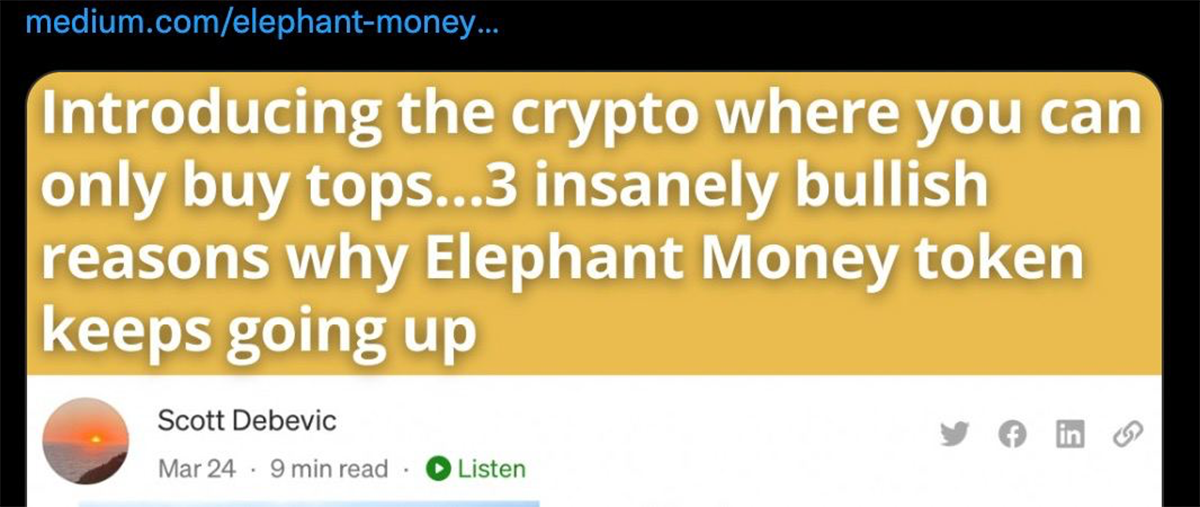 medium.com/elephant-money...
Introducing the crypto where you can
only buy tops...3 insanely bullish
reasons why Elephant Money token
keeps going up
Scott Debevic
Mar 24 · 9 min read · Listen